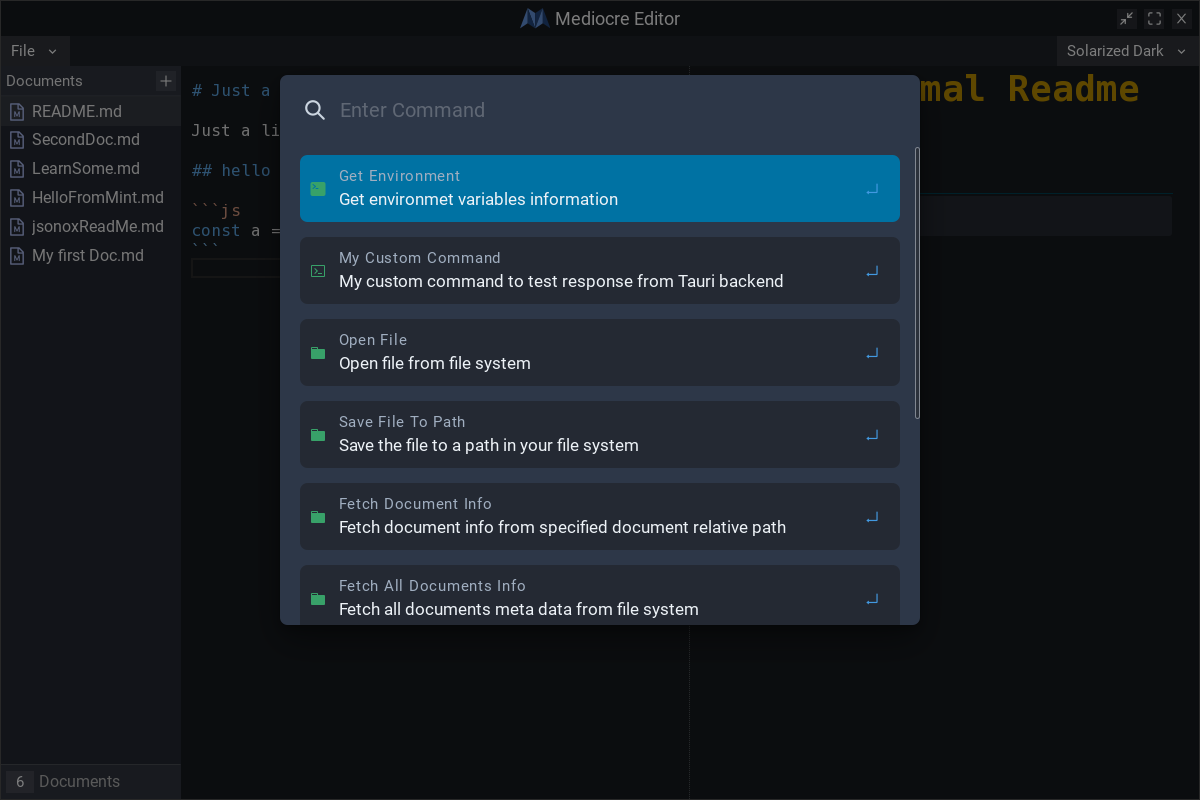 Mediocre Editor
File
Solarized Dark
Documents
README.md
SecondDoc.md
LearnSome.md
HelloFromMint.md
jsonoxReadMe.md
My first Doc.md
6 Documents
# Just a
Just a li
## hello
```js
const a =
```
mal Readme
Enter Command
Get Environment
Get environmet variables information
My Custom Command
My custom command to test response from Tauri backend
Open File
Open file from file system
Save File To Path
Save the file to a path in your file system
Fetch Document Info
Fetch document info from specified document relative path
Fetch All Documents Info
Fetch all documents meta data from file system